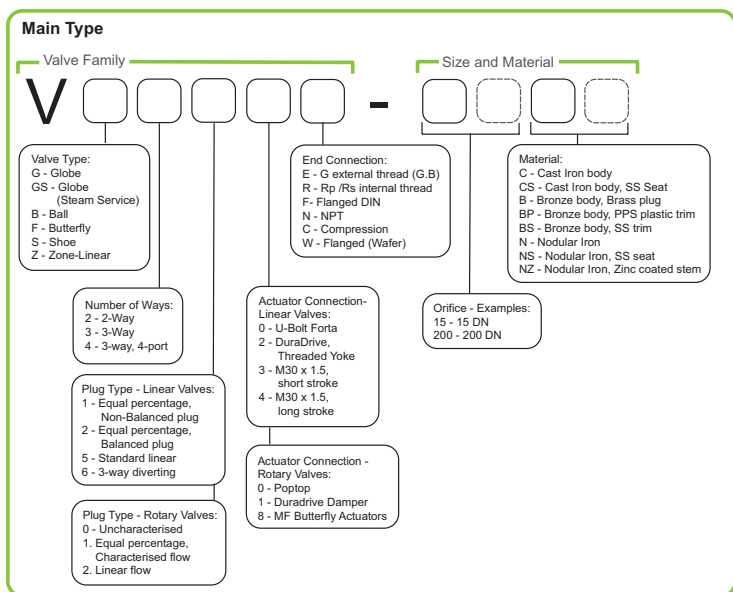 Main Type
Valve Family
Size and Material
V
-
Valve Type:
G - Globe
GS - Globe
(Steam Service)
B - Ball
F - Butterfly
S - Shoe
Z - Zone-Linear
End Connection:
E - G external thread (G.B)
R - Rp /Rs internal thread
F- Flanged DIN
N - NPT
C - Compression
W - Flanged (Wafer)
Material:
C - Cast Iron body
CS - Cast Iron body, SS Seat
B - Bronze body, Brass plug
BP - Bronze body, PPS plastic trim
BS - Bronze body, SS trim
N - Nodular Iron
NS - Nodular Iron, SS seat
NZ - Nodular Iron, Zinc coated stem
Number of Ways:
2 - 2-Way
3 - 3-Way
4 - 3-way, 4-port
Actuator Connection-
Linear Valves:
0 - U-Bolt Forta
2 - DuraDrive,
Threaded Yoke
3 - M30 x 1.5,
short stroke
4 - M30 x 1.5,
long stroke
Orifice - Examples:
15 - 15 DN
200 - 200 DN
Plug Type - Linear Valves:
1 - Equal percentage,
Non-Balanced plug
2 - Equal percentage,
Balanced plug
5 - Standard linear
6 - 3-way diverting
Actuator Connection -
Rotary Valves:
0 - Poptop
1 - Duradrive Damper
8 - MF Butterfly Actuators
Plug Type - Rotary Valves:
0 - Uncharacterised
1. Equal percentage,
Characterised flow
2. Linear flow